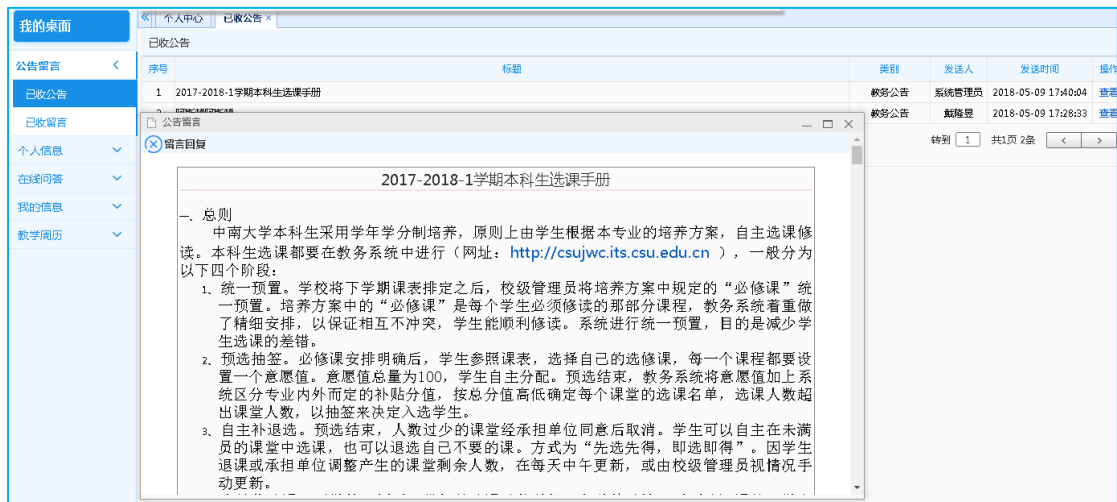 我的桌面
个人中心 已收公告 ×
公告留言
已收公告
已收公告
已收留言
个人信息
在线问答
我的信息
教学周历
序号 标题 类别 发送人 发送时间 操作
1 2017-2018-1学期本科生选课手册 教务公告 系统管理员 2018-05-09 17:40:04 查看
教务公告 戴隆昱 2018-05-09 17:28:33 查看
转到 1 共1页 2条 < >
公告留言
留言回复
2017-2018-1学期本科生选课手册
一、总则
中南大学本科生采用学年学分制培养，原则上由学生根据本专业的培养方案，自主选课修
读。本科生选课都要在教务系统中进行（网址：http://csujwc.its.csu.edu.cn ），一般分为
以下四个阶段：
1、统一预置。学校将下学期课表排定之后，校级管理员将培养方案中规定的“必修课”统
一预置。培养方案中的“必修课”是每个学生必须修读的那部分课程，教务系统着重做
了精细安排，以保证相互不冲突，学生能顺利修读。系统进行统一预置，目的是减少学
生选课的差错。
2、预选抽签。必修课安排明确后，学生参照课表，选择自己的选修课，每一个课程都要设
置一个意愿值。意愿值总量为100，学生自主分配。预选结束，教务系统将意愿值加上系
统区分专业内外而定的补贴分值，按总分值高低确定每个课堂的选课名单，选课人数超
出课堂人数，以抽签来决定入选学生。
3、自主补退选。预选结束，人数过少的课堂经承担单位同意后取消。学生可以自主在未满
员的课堂中选课，也可以退选自己不要的课。方式为“先选先得，即选即得”。因学生
退课或承担单位调整产生的课堂剩余人数，在每天中午更新，或由校级管理员视情况手
动更新。